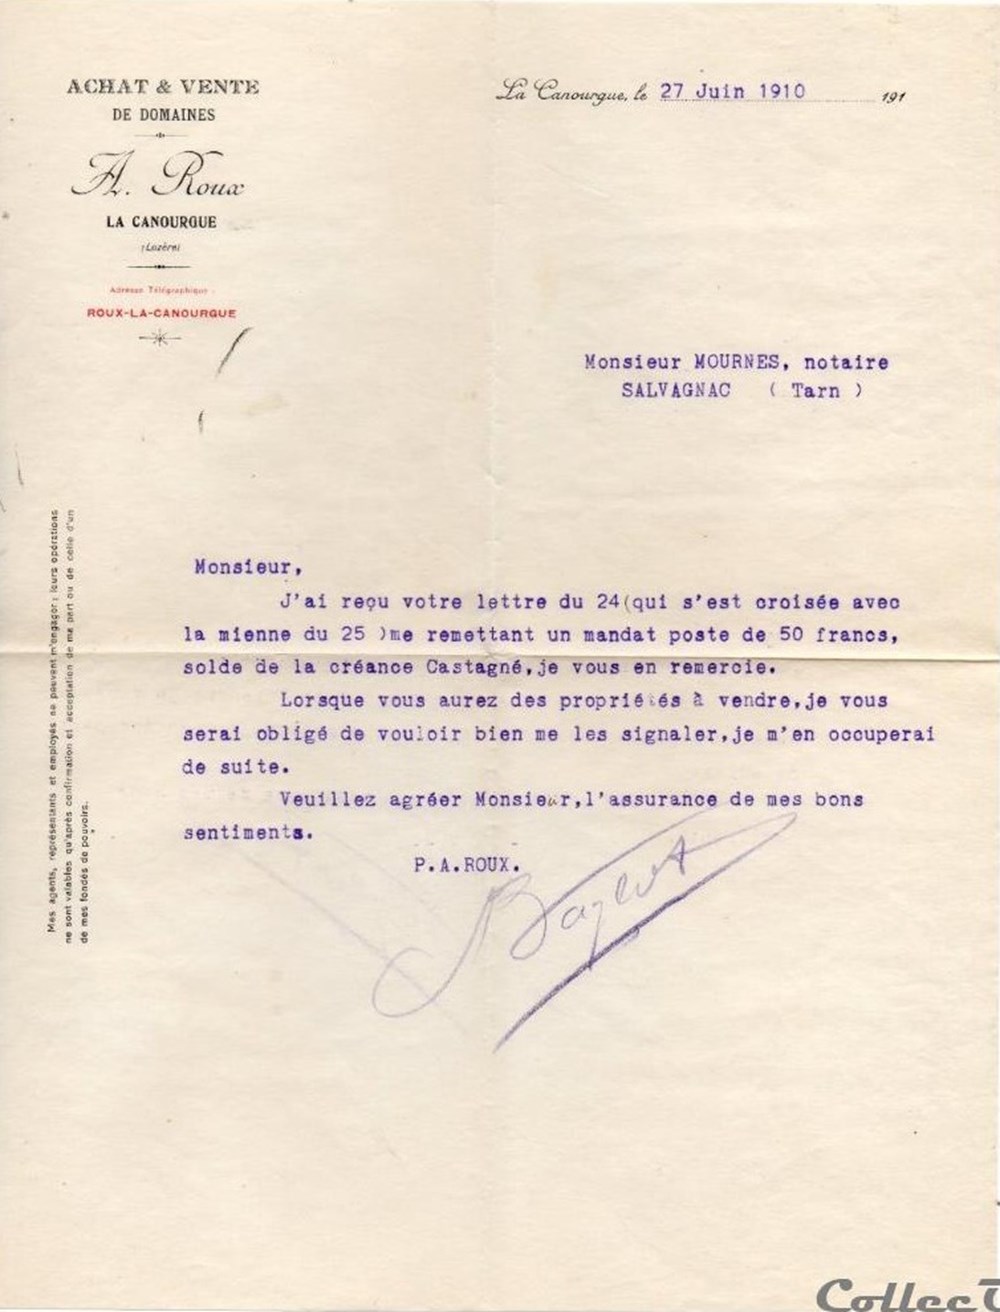 ACHAT & VENTE
DE DOMAINES
A. Roux
LA CANOURGUE
(Lozère)
Adresse Télégraphique :
ROUX-LA-CANOURGUE
La Canourgue, le 27 Juin 1910 191
Monsieur MOURNES, notaire
SALVAGNAC ( Tarn )
Monsieur,
J'ai reçu votre lettre du 24(qui s'est croisée avec
la mienne du 25 )me remettant un mandat poste de 50 francs,
solde de la créance Castagné,je vous en remercie.
Lorsque vous aurez des propriétés à vendre,je vous
serai obligé de vouloir bien me les signaler,je m'en occuperai
de suite.
Veuillez agréer Monsieur,l'assurance de mes bons
sentiments.
P.A.ROUX.
Mes agents, représentants et employés ne peuvent m'engager ; leurs opérations
ne sont valables qu'après confirmation et acceptation de ma part ou de celle d'un
de mes fondés de pouvoirs.